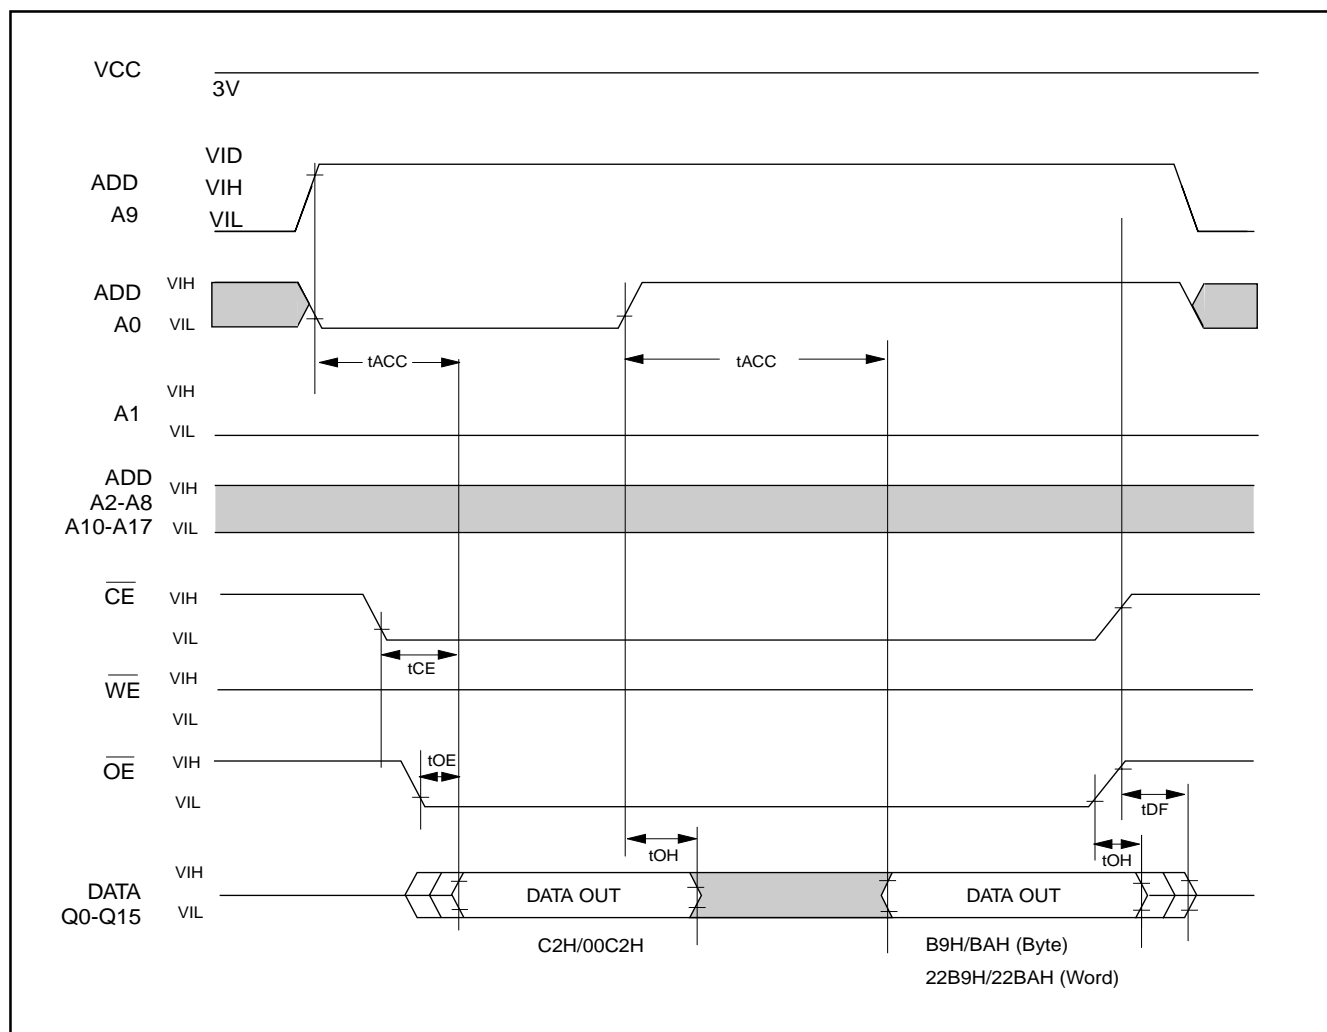 VCC
3V
VID
ADD
VIH
A9
VIL
VIH
ADD
A0
VIL
tACC
tACC
VIH
A1
VIL
ADD
VIH
A2-A8
A10-A17
VIL
CE
VIH
VIL
tCE
VIH
WE
VIL
tOE
VIH
OE
VIL
tDF
tOH
tOH
VIH
DATA
DATA OUT
DATA OUT
Q0-Q15
VIL
C2H/00C2H
B9H/BAH (Byte)
22B9H/22BAH (Word)